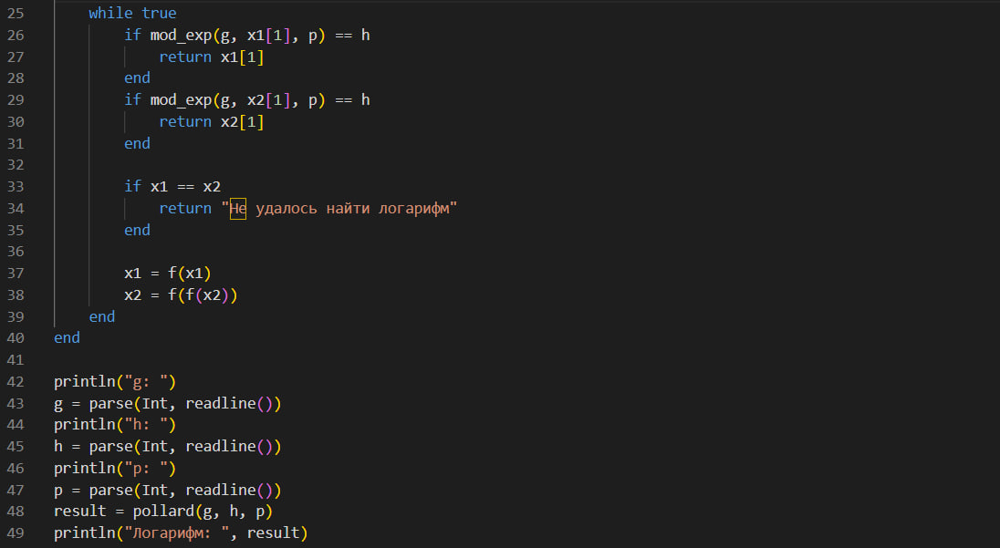 25 while true
26 if mod_exp(g, x1[1], p) == h
27 return x1[1]
28 end
29 if mod_exp(g, x2[1], p) == h
30 return x2[1]
31 end
32
33 if x1 == x2
34 return "Не удалось найти логарифм"
35 end
36
37 x1 = f(x1)
38 x2 = f(f(x2))
39 end
40 end
41
42 println("g: ")
43 g = parse(Int, readline())
44 println("h: ")
45 h = parse(Int, readline())
46 println("p: ")
47 p = parse(Int, readline())
48 result = pollard(g, h, p)
49 println("Логарифм: ", result)